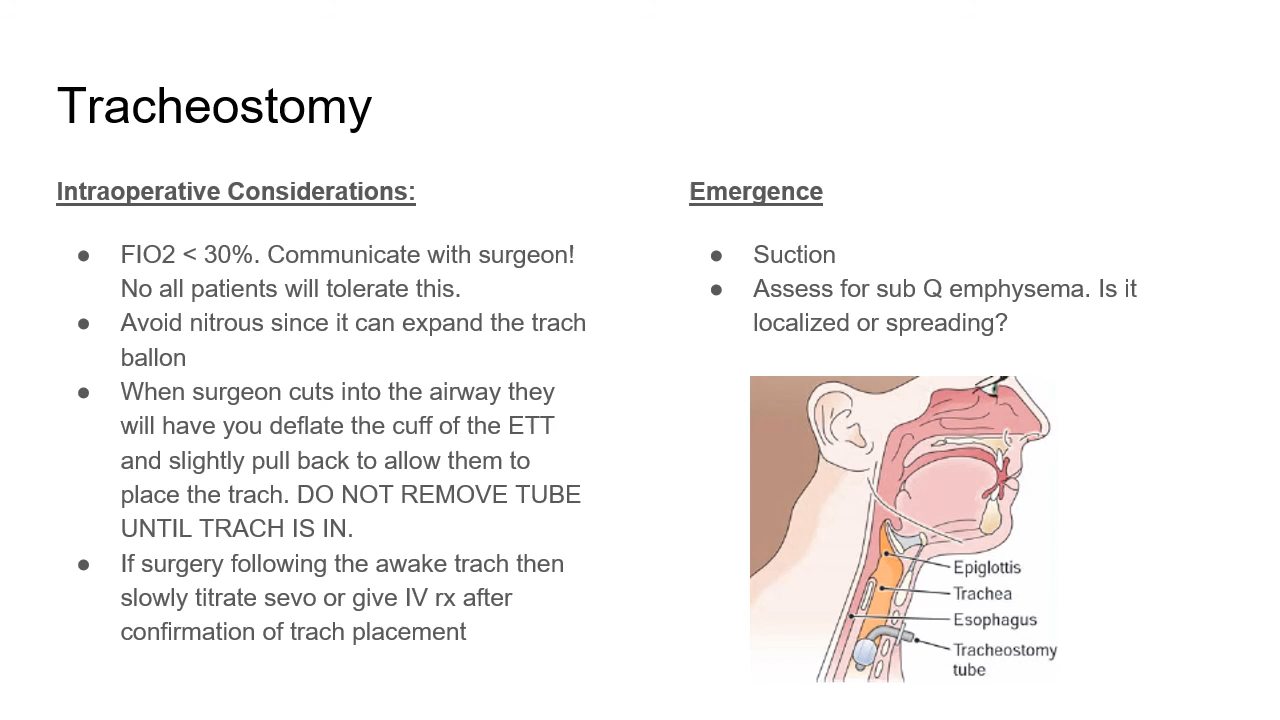 Tracheostomy
Intraoperative Considerations:
● FIO2 < 30%. Communicate with surgeon!
No all patients will tolerate this.
● Avoid nitrous since it can expand the trach
ballon
● When surgeon cuts into the airway they
will have you deflate the cuff of the ETT
and slightly pull back to allow them to
place the trach. DO NOT REMOVE TUBE
UNTIL TRACH IS IN.
● If surgery following the awake trach then
slowly titrate sevo or give IV rx after
confirmation of trach placement
Emergence
● Suction
● Assess for sub Q emphysema. Is it
localized or spreading?
Epiglottis
Trachea
Esophagus
Tracheostomy
tube